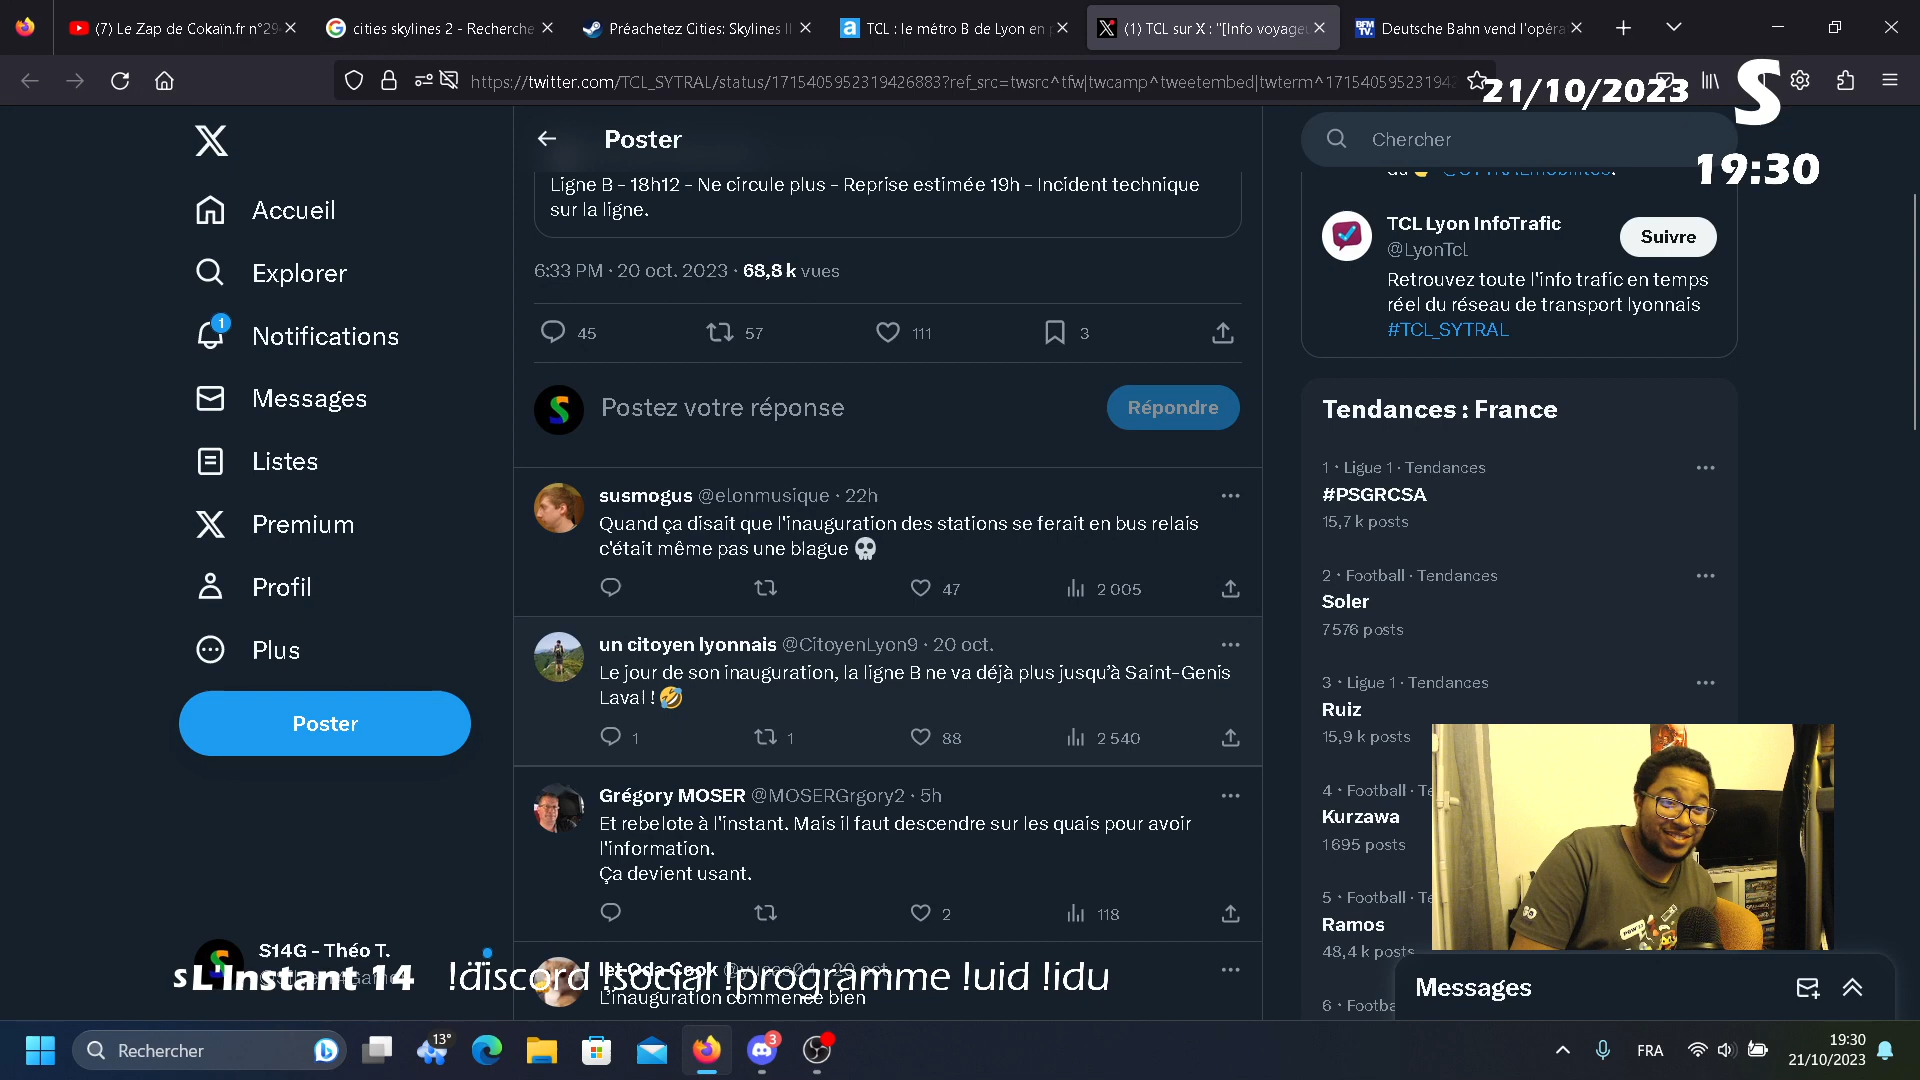 (7) Le Zap de Cokaïn.fr n°29
cities skylines 2 - Recherche
Préachetez Cities: Skylines II
TCL : le métro B de Lyon en p
(1) TCL sur X : "[Info voyageu
BFM TV.
Deutsche Bahn vend l'opéra
https://twitter.com/TCL_SYTRAL/status/1715405952319426883?ref_src=twsrc^tfw|twcamp^tweetembed|twterm^171540595231942
21/10/2023
S
19:30
Accueil
Explorer
1
Notifications
Messages
Listes
Premium
Profil
Plus
Poster
S14G - Théo T.
sL Instant 14
!discord !social !programme !uid !idu
Poster
Ligne B - 18h12 - Ne circule plus - Reprise estimée 19h - Incident technique
sur la ligne.
6:33 PM · 20 oct. 2023 · 68,8 k vues
45
57
111
3
Postez votre réponse
Répondre
susmogus @elonmusique · 22h
Quand ça disait que l'inauguration des stations se ferait en bus relais
c'était même pas une blague 💀
47
2 005
un citoyen lyonnais @CitoyenLyon9 · 20 oct.
Le jour de son inauguration, la ligne B ne va déjà plus jusqu'à Saint-Genis
Laval ! 🤣
1
1
88
2 540
Grégory MOSER @MOSERGrgory2 · 5h
Et rebelote à l'instant. Mais il faut descendre sur les quais pour avoir
l'information.
Ça devient usant.
2
118
L'inauguration commence bien
Chercher
TCL Lyon InfoTrafic
@LyonTcl
Suivre
Retrouvez toute l'info trafic en temps
réel du réseau de transport lyonnais
#TCL_SYTRAL
Tendances : France
1 · Ligue 1 · Tendances
#PSGRCSA
15,7 k posts
2 · Football · Tendances
Soler
7 576 posts
3 · Ligue 1 · Tendances
Ruiz
15,9 k posts
4 · Football · Te
Kurzawa
1 695 posts
5 · Football · Te
Ramos
48,4 k posts
6 · Footba
Messages
Rechercher
13°
3
FRA
19:30
21/10/2023